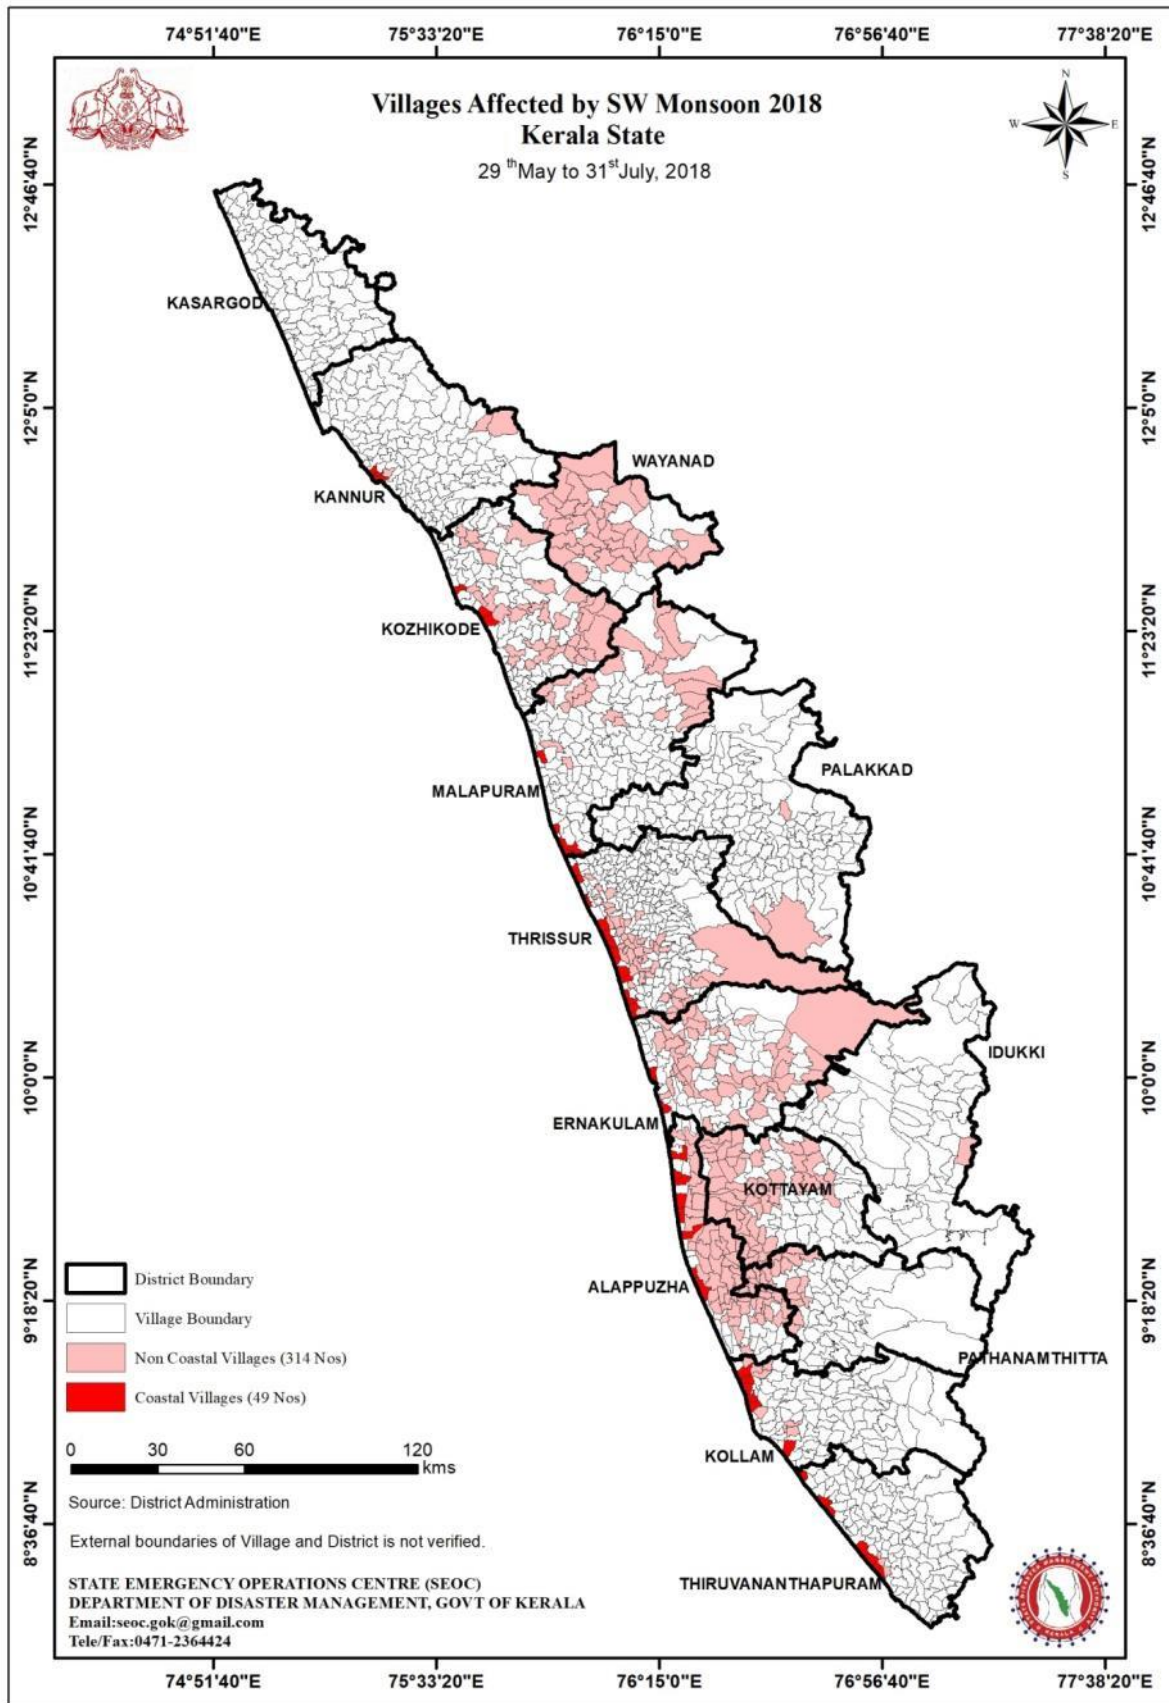 74°51'40"E 75°33'20"E 76°15'0"E 76°56'40"E 77°38'20"E
Villages Affected by SW Monsoon 2018
Kerala State
29 th May to 31st July, 2018
N
W E
S
12°46'40"N 12°46'40"N
KASARGOD
12°5'0"N 12°5'0"N
WAYANAD
KANNUR
11°23'20"N 11°23'20"N
KOZHIKODE
PALAKKAD
MALAPURAM
10°41'40"N 10°41'40"N
THRISSUR
IDUKKI
10°0'0"N 10°0'0"N
ERNAKULAM
KOTTAYAM
ALAPPUZHA
9°18'20"N 9°18'20"N
PATHANAMTHITTA
KOLLAM
8°36'40"N 8°36'40"N
THIRUVANANTHAPURAM
District Boundary
Village Boundary
Non Coastal Villages (314 Nos)
Coastal Villages (49 Nos)
0 30 60 120
kms
Source: District Administration
External boundaries of Village and District is not verified.
STATE EMERGENCY OPERATIONS CENTRE (SEOC)
DEPARTMENT OF DISASTER MANAGEMENT, GOVT OF KERALA
Email:seoc.gok@gmail.com
Tele/Fax:0471-2364424
74°51'40"E 75°33'20"E 76°15'0"E 76°56'40"E 77°38'20"E